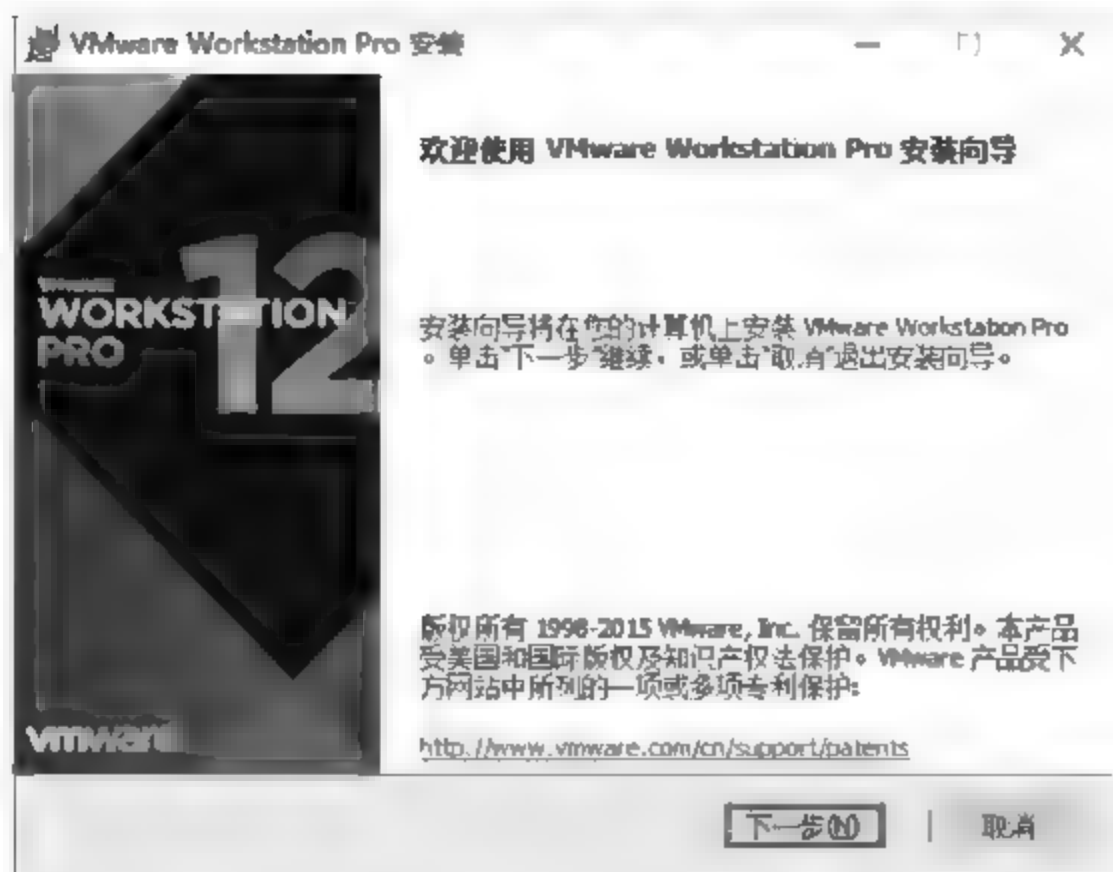 VMware Workstation Pro 安装
欢迎使用 VMware Workstation Pro 安装向导
vmware
WORKSTATION
PRO
12
安装向导将在您的计算机上安装 VMware Workstation Pro
。单击“下一步”继续，或单击“取消”退出安装向导。
版权所有 1998-2015 VMware, Inc. 保留所有权利。本产品
受美国和国际版权及知识产权法保护。VMware 产品受下
方网站中所列的一项或多项专利保护:
http://www.vmware.com/cn/support/patents
vmware
下一步(N)
取消